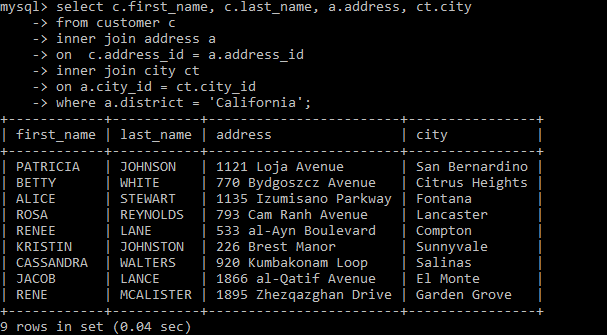 mysql> select c.first_name, c.last_name, a.address, ct.city
    -> from customer c
    -> inner join address a
    -> on  c.address_id = a.address_id
    -> inner join city ct
    -> on a.city_id = ct.city_id
    -> where a.district = 'California';
+------------+-----------+------------------------+----------------+
| first_name | last_name | address                | city           |
+------------+-----------+------------------------+----------------+
| PATRICIA   | JOHNSON   | 1121 Loja Avenue       | San Bernardino |
| BETTY      | WHITE     | 770 Bydgoszcz Avenue   | Citrus Heights |
| ALICE      | STEWART   | 1135 Izumisano Parkway | Fontana        |
| ROSA       | REYNOLDS  | 793 Cam Ranh Avenue    | Lancaster      |
| RENEE      | LANE      | 533 al-Ayn Boulevard   | Compton        |
| KRISTIN    | JOHNSTON  | 226 Brest Manor        | Sunnyvale      |
| CASSANDRA  | WALTERS   | 920 Kumbakonam Loop    | Salinas        |
| JACOB      | LANCE     | 1866 al-Qatif Avenue   | El Monte       |
| RENE       | MCALISTER | 1895 Zhezqazghan Drive | Garden Grove   |
+------------+-----------+------------------------+----------------+
9 rows in set (0.04 sec)